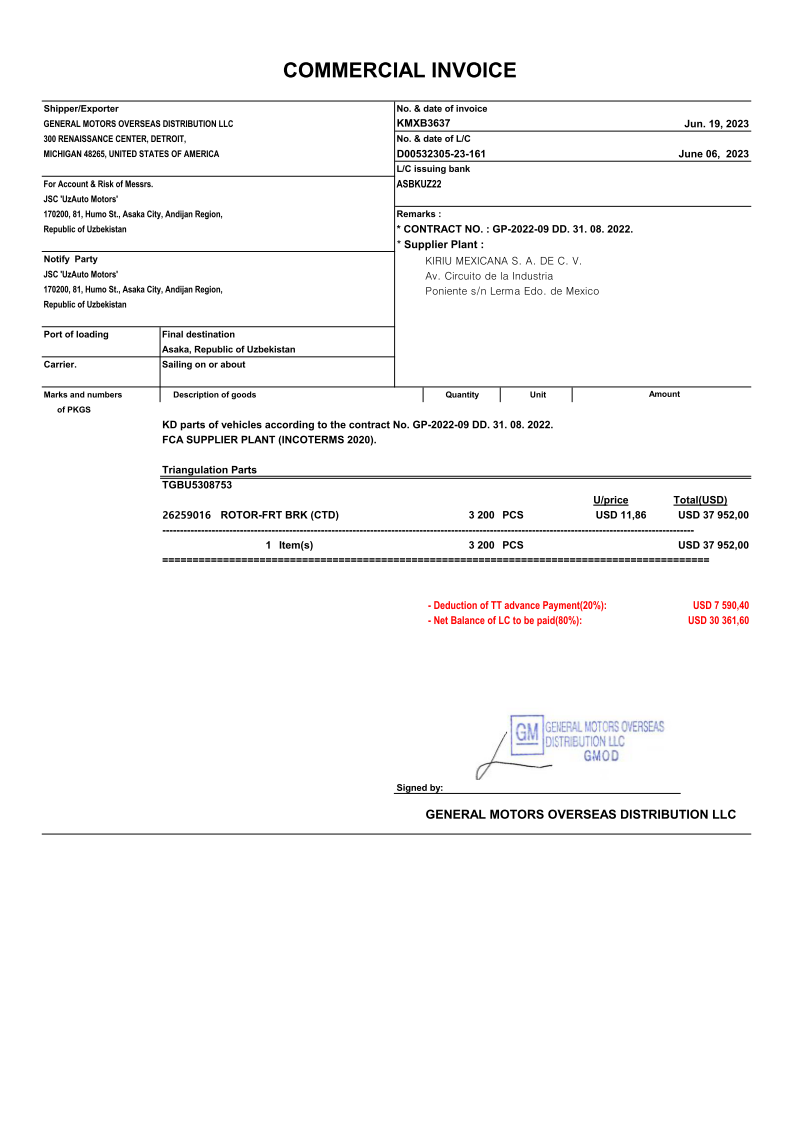 COMMERCIAL INVOICE
Shipper/Exporter
GENERAL MOTORS OVERSEAS DISTRIBUTION LLC
300 RENAISSANCE CENTER, DETROIT,
MICHIGAN 48265, UNITED STATES OF AMERICA
No. & date of invoice
KMXB3637 Jun. 19, 2023
No. & date of L/C
D00532305-23-161 June 06, 2023
L/C issuing bank
ASBKUZ22
For Account & Risk of Messrs.
JSC 'UzAuto Motors'
170200, 81, Humo St., Asaka City, Andijan Region,
Republic of Uzbekistan
Remarks :
* CONTRACT NO. : GP-2022-09 DD. 31. 08. 2022.
* Supplier Plant :
KIRIU MEXICANA S. A. DE C. V.
Av. Circuito de la Industria
Poniente s/n Lerma Edo. de Mexico
Notify Party
JSC 'UzAuto Motors'
170200, 81, Humo St., Asaka City, Andijan Region,
Republic of Uzbekistan
Port of loading Final destination
Asaka, Republic of Uzbekistan
Carrier. Sailing on or about
Marks and numbers Description of goods Quantity Unit Amount
of PKGS
KD parts of vehicles according to the contract No. GP-2022-09 DD. 31. 08. 2022.
FCA SUPPLIER PLANT (INCOTERMS 2020).
Triangulation Parts
TGBU5308753
U/price Total(USD)
26259016 ROTOR-FRT BRK (CTD) 3 200 PCS USD 11,86 USD 37 952,00
1 Item(s) 3 200 PCS USD 37 952,00
- Deduction of TT advance Payment(20%): USD 7 590,40
- Net Balance of LC to be paid(80%): USD 30 361,60
GM GENERAL MOTORS OVERSEAS
DISTRIBUTION LLC
GMOD
Signed by:
GENERAL MOTORS OVERSEAS DISTRIBUTION LLC